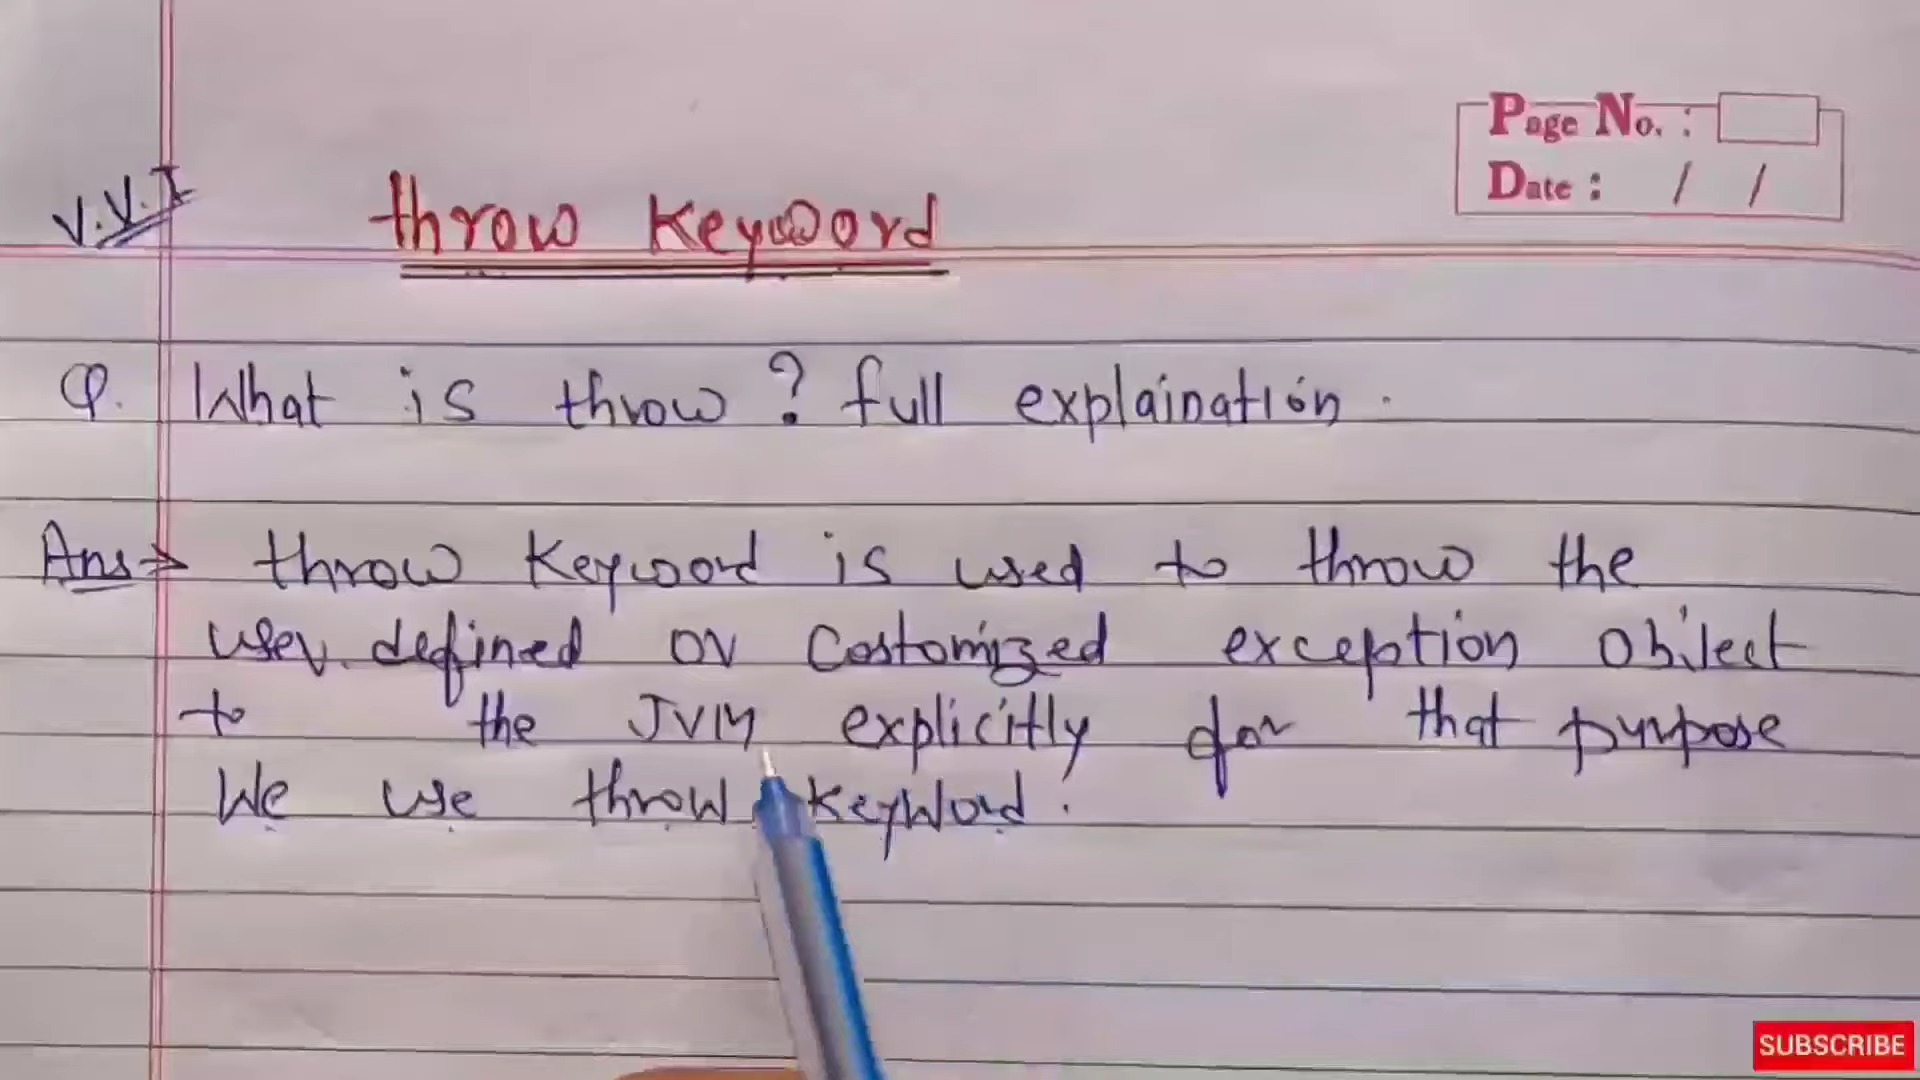 Page No. :
Date : / /
V.V.I
throw keyword
Q. What is throw? full explaination.
Ans → throw keyword is used to throw the
user defined or Costomized exception object
to the JVM explicitly for that purpose
We use throw keyword.
SUBSCRIBE